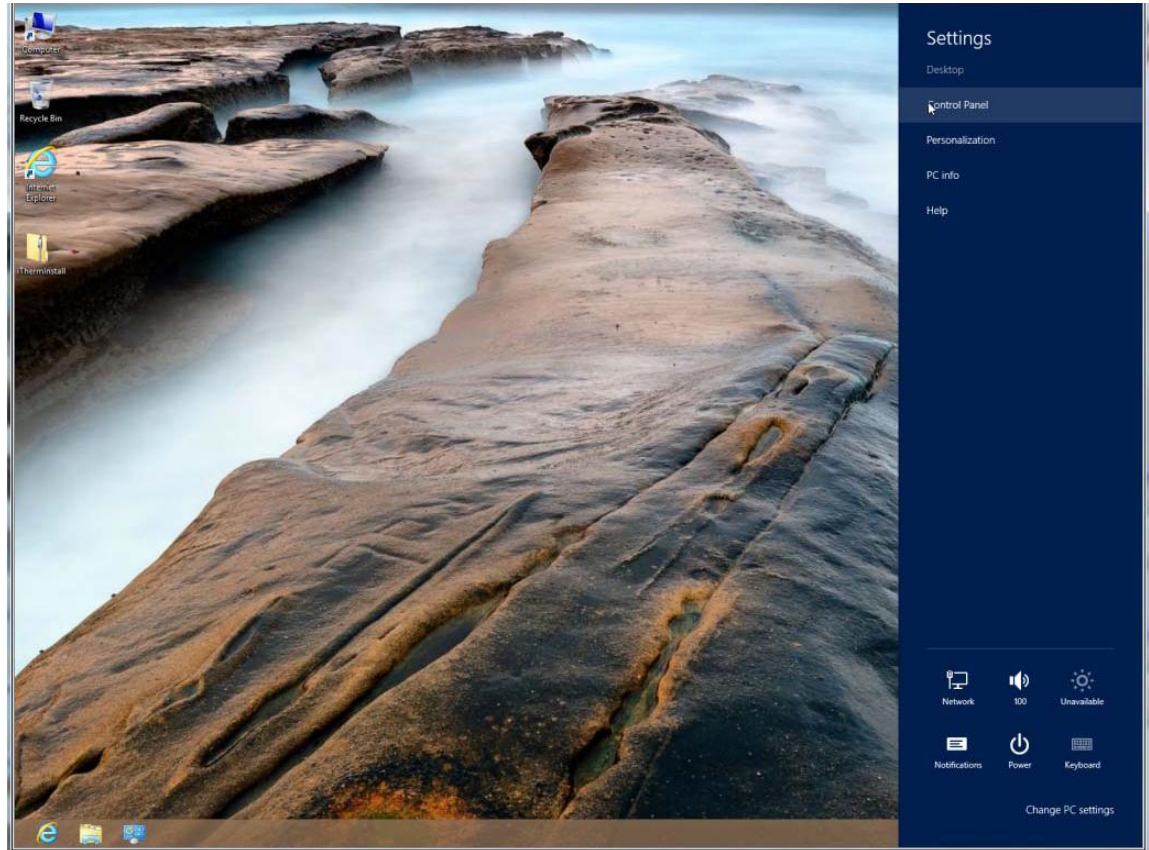 Computer
Recycle Bin
Internet
Explorer
iTherminstall
Settings
Desktop
Control Panel
Personalization
PC info
Help
Network
100
Unavailable
Notifications
Power
Keyboard
Change PC settings